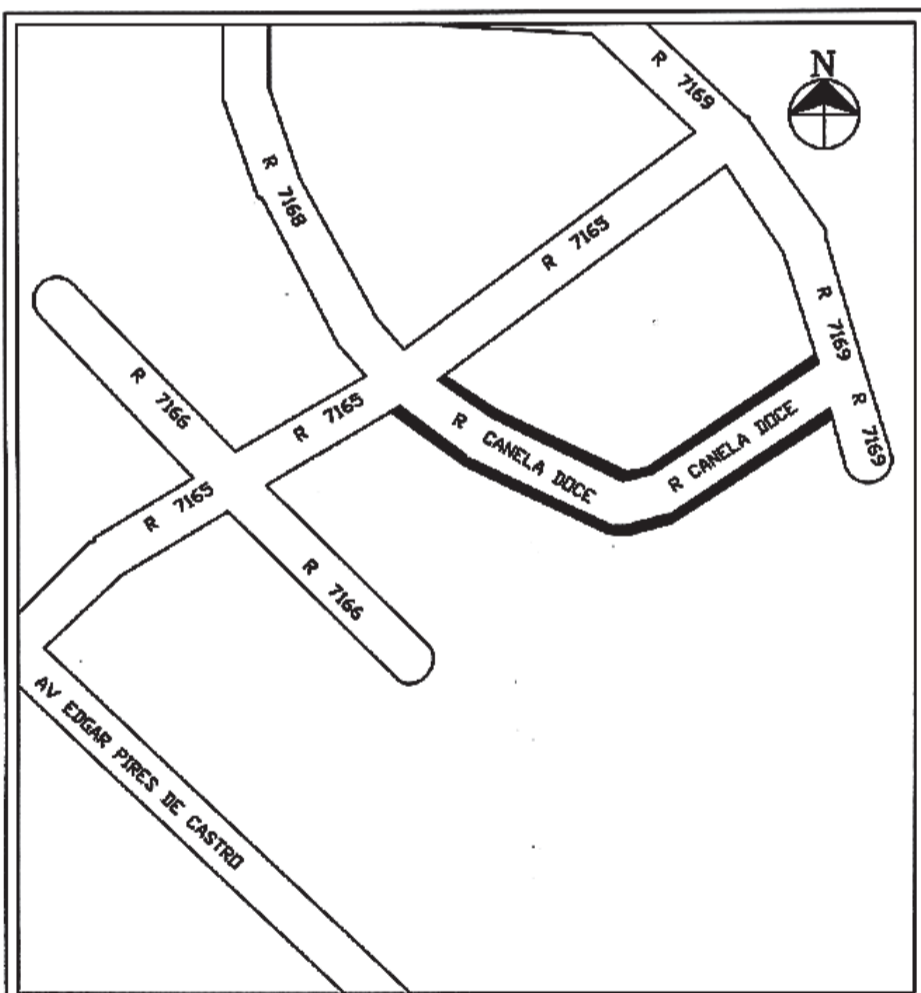 N
R 7169
R 7168
R 7165
R 7169
R 7166
R 7165
R 7169
R CANELA DOCE
R CANELA DOCE
R 7165
R 7166
AV EDGAR PIRES DE CASTRO